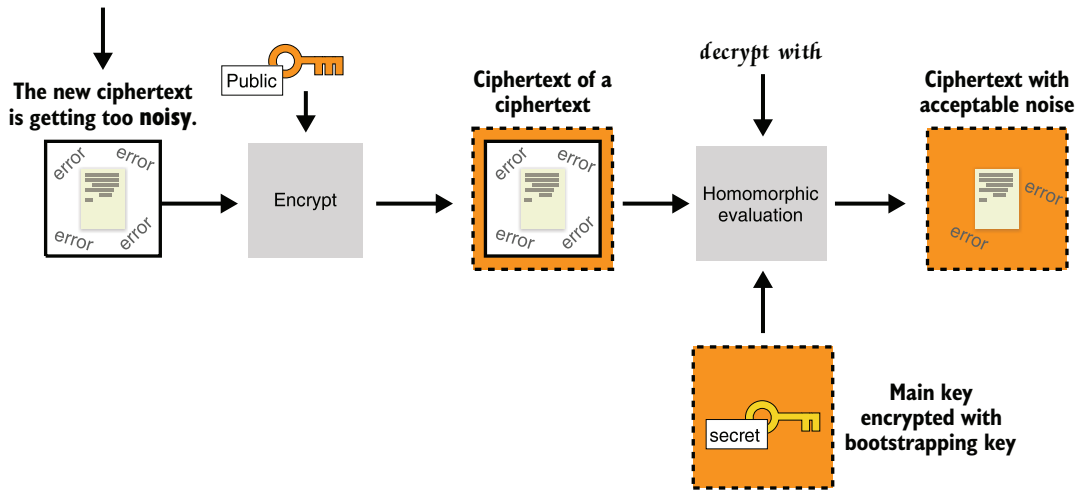 The new ciphertext
is getting too noisy.
error
error
error
error
Public
Encrypt
Ciphertext of a
ciphertext
error
error
error
error
decrypt with
Homomorphic
evaluation
Ciphertext with
acceptable noise
error
error
secret
Main key
encrypted with
bootstrapping key